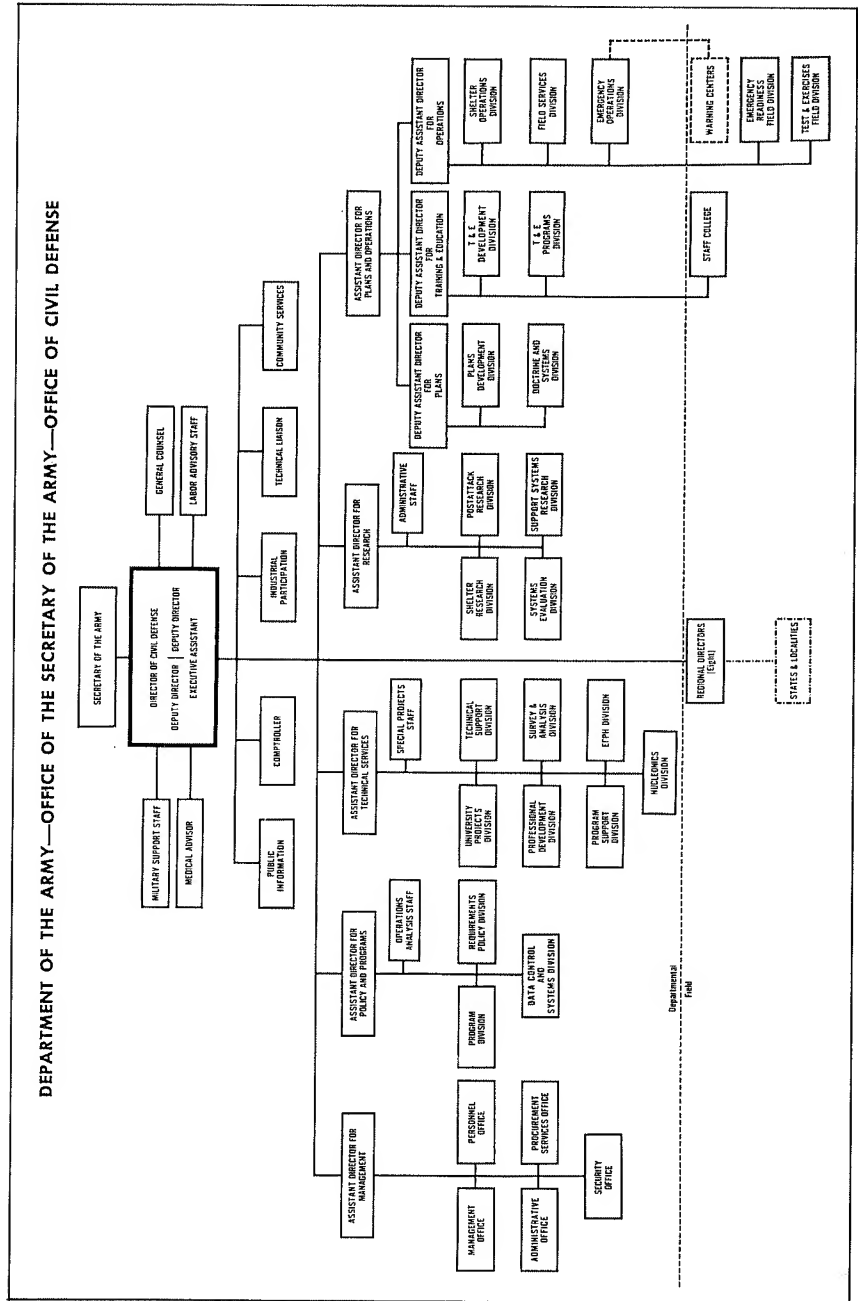 DEPARTMENT OF THE ARMY—OFFICE OF THE SECRETARY OF THE ARMY—OFFICE OF CIVIL DEFENSE
SECRETARY OF THE ARMY
DIRECTOR OF CIVIL DEFENSE
DEPUTY DIRECTOR | DEPUTY DIRECTOR
EXECUTIVE ASSISTANT
MILITARY SUPPORT STAFF
MEDICAL ADVISOR
GENERAL COUNSEL
LABOR ADVISORY STAFF
PUBLIC
INFORMATION
COMPTROLLER
INDUSTRIAL
PARTICIPATION
TECHNICAL LIAISON
COMMUNITY SERVICES
ASSISTANT DIRECTOR FOR
MANAGEMENT
MANAGEMENT
OFFICE
PERSONNEL
OFFICE
ADMINISTRATIVE
OFFICE
PROCUREMENT
SERVICES OFFICE
SECURITY
OFFICE
ASSISTANT DIRECTOR FOR
POLICY AND PROGRAMS
OPERATIONS
ANALYSIS STAFF
PROGRAM
DIVISION
REQUIREMENTS
POLICY DIVISION
DATA CONTROL
AND
SYSTEMS DIVISION
ASSISTANT DIRECTOR FOR
TECHNICAL SERVICES
SPECIAL PROJECTS
STAFF
UNIVERSITY
PROJECTS
DIVISION
TECHNICAL
SUPPORT
DIVISION
PROFESSIONAL
DEVELOPMENT
DIVISION
SURVEY &
ANALYSIS
DIVISION
PROGRAM
SUPPORT
DIVISION
EFPH DIVISION
NUCLEONICS
DIVISION
ASSISTANT DIRECTOR FOR
RESEARCH
ADMINISTRATIVE
STAFF
SHELTER
RESEARCH
DIVISION
POSTATTACK
RESEARCH
DIVISION
SYSTEMS
EVALUATION
DIVISION
SUPPORT SYSTEMS
RESEARCH
DIVISION
ASSISTANT DIRECTOR FOR
PLANS AND OPERATIONS
DEPUTY ASSISTANT DIRECTOR
FOR
PLANS
PLANS
DEVELOPMENT
DIVISION
DOCTRINE AND
SYSTEMS
DIVISION
DEPUTY ASSISTANT DIRECTOR
FOR
TRAINING & EDUCATION
T & E
DEVELOPMENT
DIVISION
T & E
PROGRAMS
DIVISION
DEPUTY ASSISTANT DIRECTOR
FOR
OPERATIONS
SHELTER
OPERATIONS
DIVISION
FIELD SERVICES
DIVISION
EMERGENCY
OPERATIONS
DIVISION
Departmental
Field
REGIONAL DIRECTORS
(Eight)
STATES & LOCALITIES
STAFF COLLEGE
WARNING CENTERS
EMERGENCY
READINESS
FIELD DIVISION
TEST & EXERCISES
FIELD DIVISION